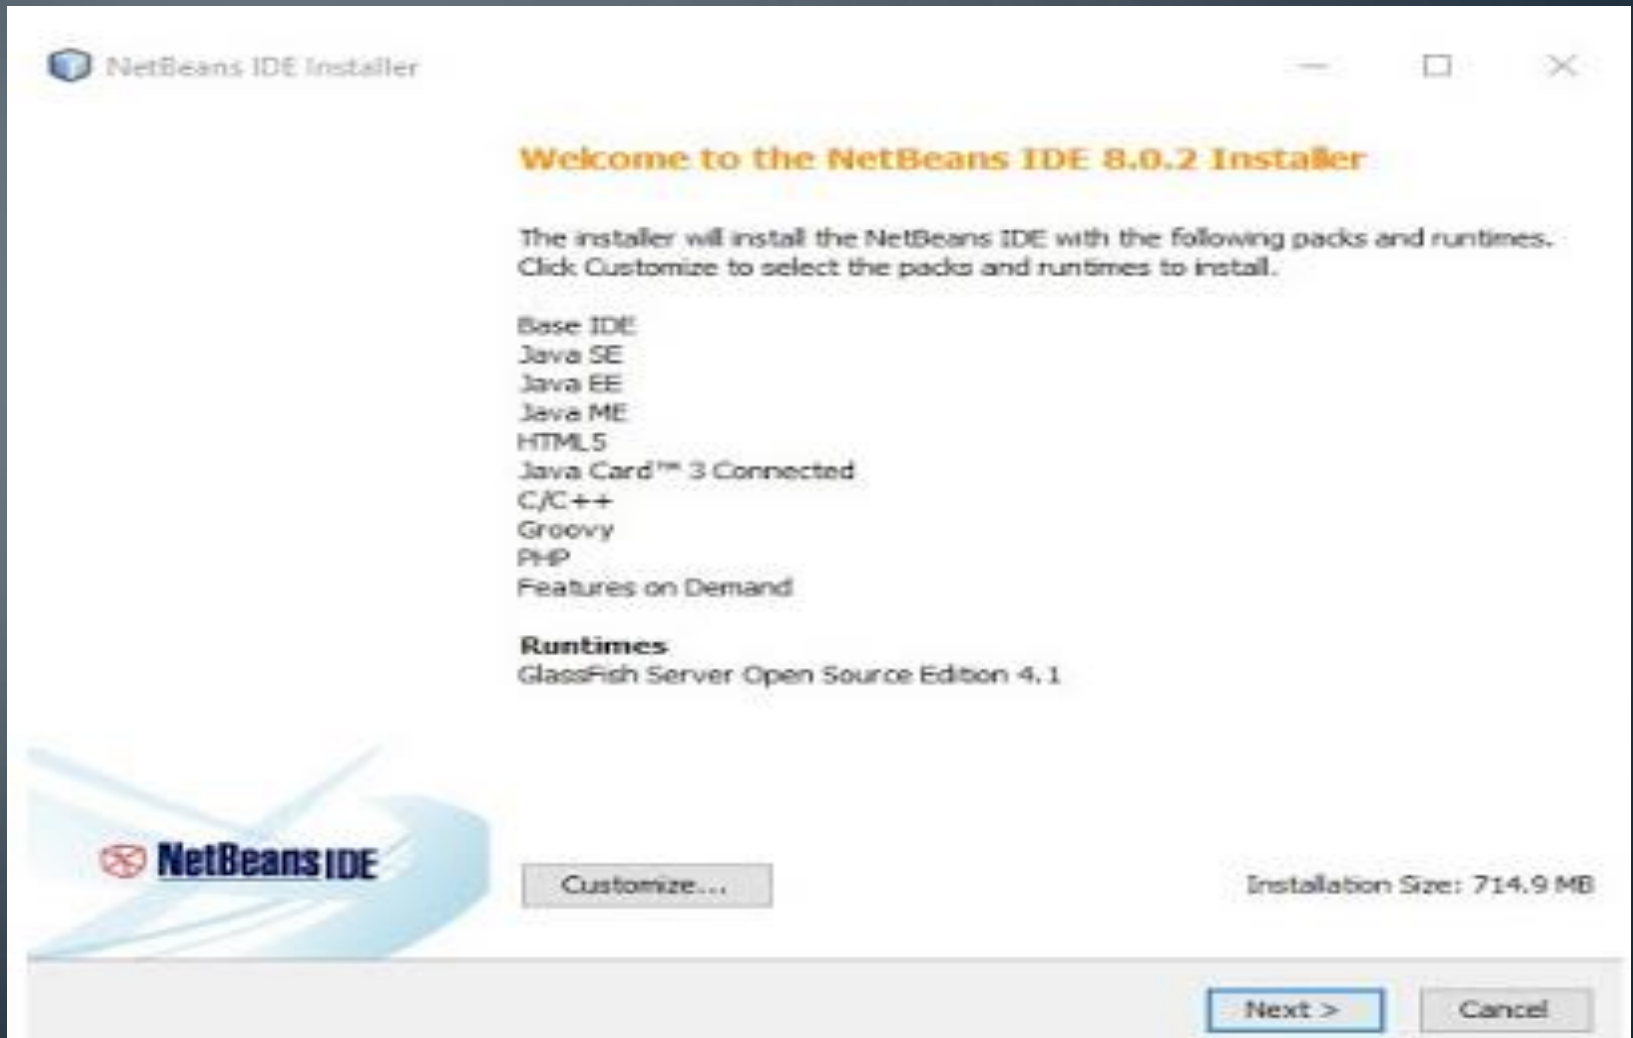 NetBeans IDE Installer
Welcome to the NetBeans IDE 8.0.2 Installer
The installer will install the NetBeans IDE with the following packs and runtimes.
Click Customize to select the packs and runtimes to install.
Base IDE
Java SE
Java EE
Java ME
HTML5
Java Card™ 3 Connected
C/C++
Groovy
PHP
Features on Demand
Runtimes
GlassFish Server Open Source Edition 4.1
NetBeans IDE
Customize...
Installation Size: 714.9 MB
Next >
Cancel